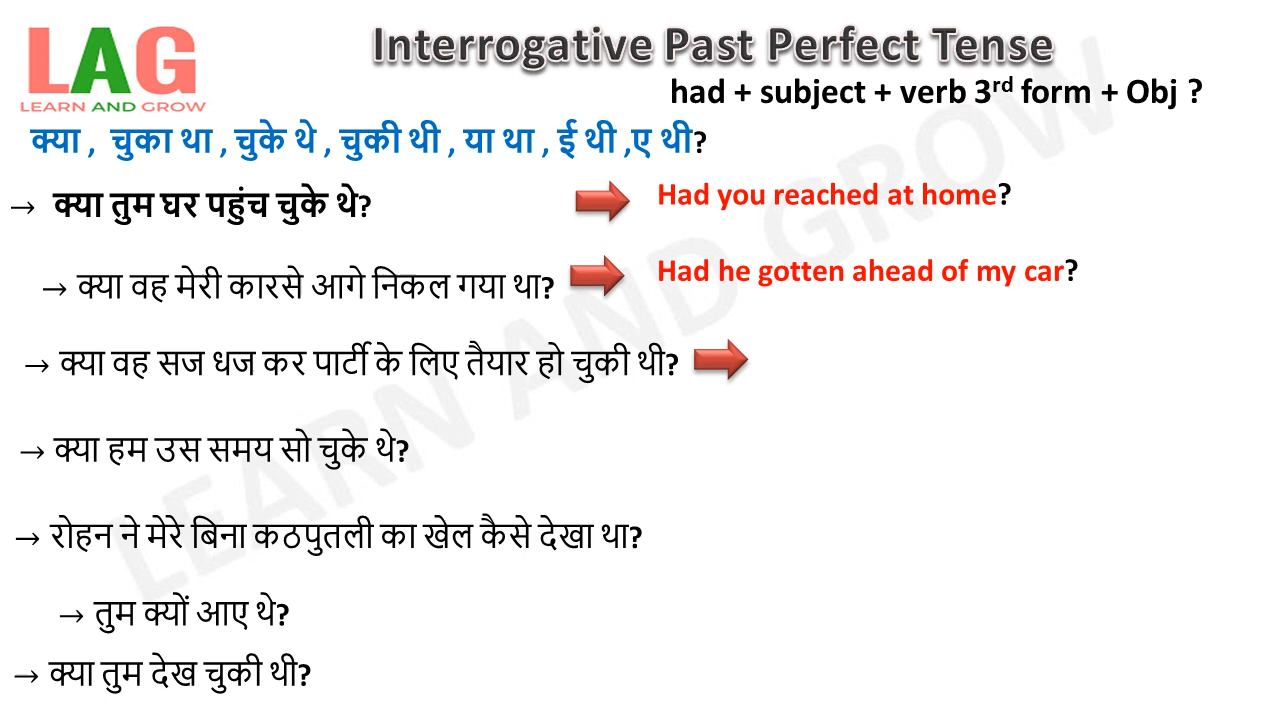 LAG
LEARN AND GROW
Interrogative Past Perfect Tense
had + subject + verb 3rd form + Obj ?
क्या , चुका था , चुके थे , चुकी थी , या था , ई थी ,ए थी?
→ क्या तुम घर पहुंच चुके थे?
Had you reached at home?
→ क्या वह मेरी कारसे आगे निकल गया था?
Had he gotten ahead of my car?
→ क्या वह सज धज कर पार्टी के लिए तैयार हो चुकी थी?
→ क्या हम उस समय सो चुके थे?
→ रोहन ने मेरे बिना कठपुतली का खेल कैसे देखा था?
→ तुम क्यों आए थे?
→ क्या तुम देख चुकी थी?
LEARN AND GROW